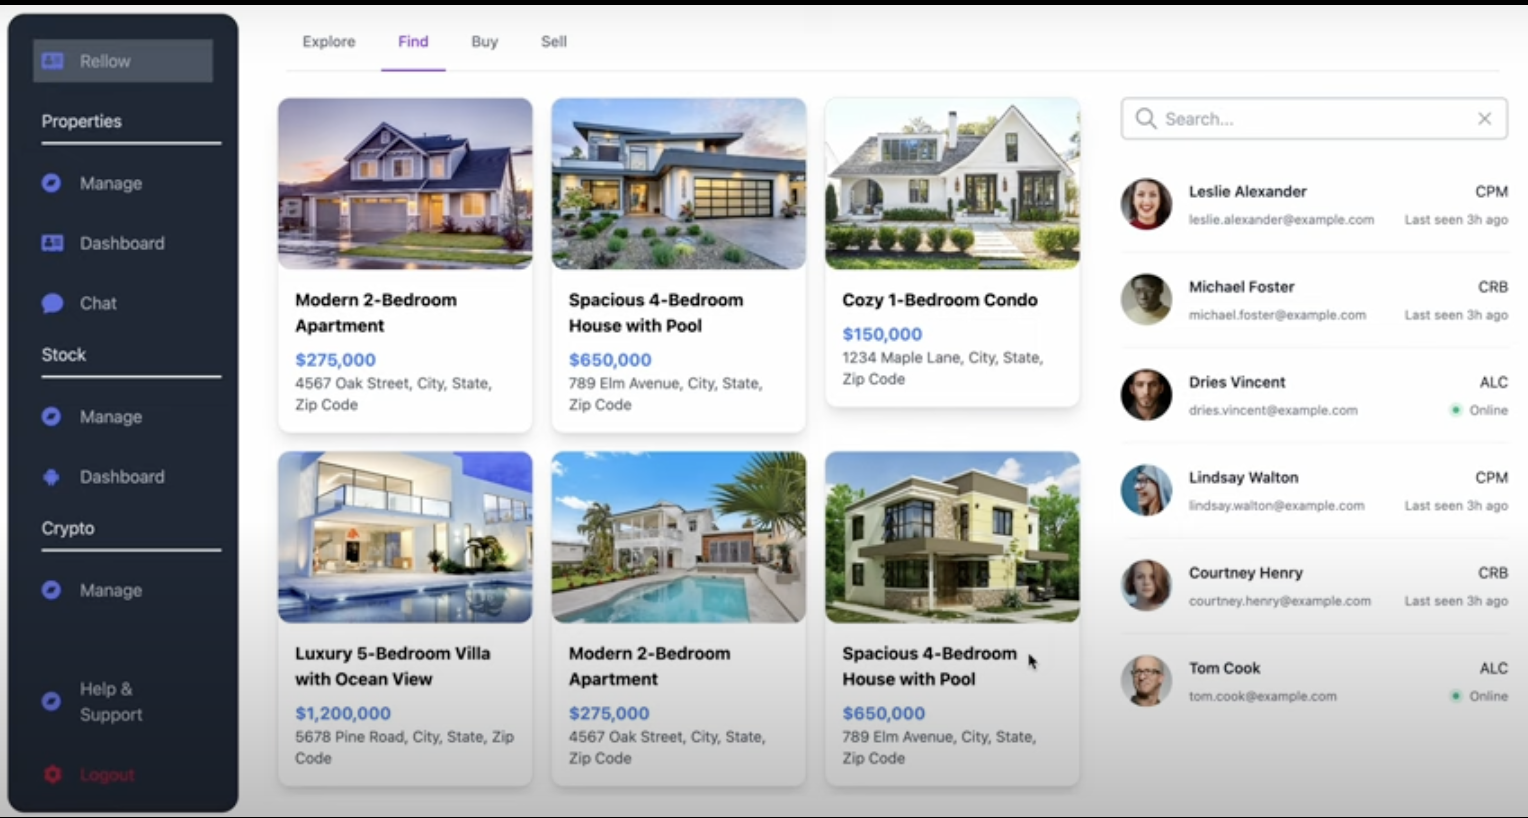 Rellow
Properties
Manage
Dashboard
Chat
Stock
Manage
Dashboard
Crypto
Manage
Help &
Support
Logout
Explore
Find
Buy
Sell
Modern 2-Bedroom
Apartment
$275,000
4567 Oak Street, City, State,
Zip Code
Spacious 4-Bedroom
House with Pool
$650,000
789 Elm Avenue, City, State,
Zip Code
Cozy 1-Bedroom Condo
$150,000
1234 Maple Lane, City, State,
Zip Code
Luxury 5-Bedroom Villa
with Ocean View
$1,200,000
5678 Pine Road, City, State, Zip
Code
Modern 2-Bedroom
Apartment
$275,000
4567 Oak Street, City, State,
Zip Code
Spacious 4-Bedroom
House with Pool
$650,000
789 Elm Avenue, City, State,
Zip Code
Search...
Leslie Alexander CPM
leslie.alexander@example.com Last seen 3h ago
Michael Foster CRB
michael.foster@example.com Last seen 3h ago
Dries Vincent ALC
dries.vincent@example.com Online
Lindsay Walton CPM
lindsay.walton@example.com Last seen 3h ago
Courtney Henry CRB
courtney.henry@example.com Last seen 3h ago
Tom Cook ALC
tom.cook@example.com Online